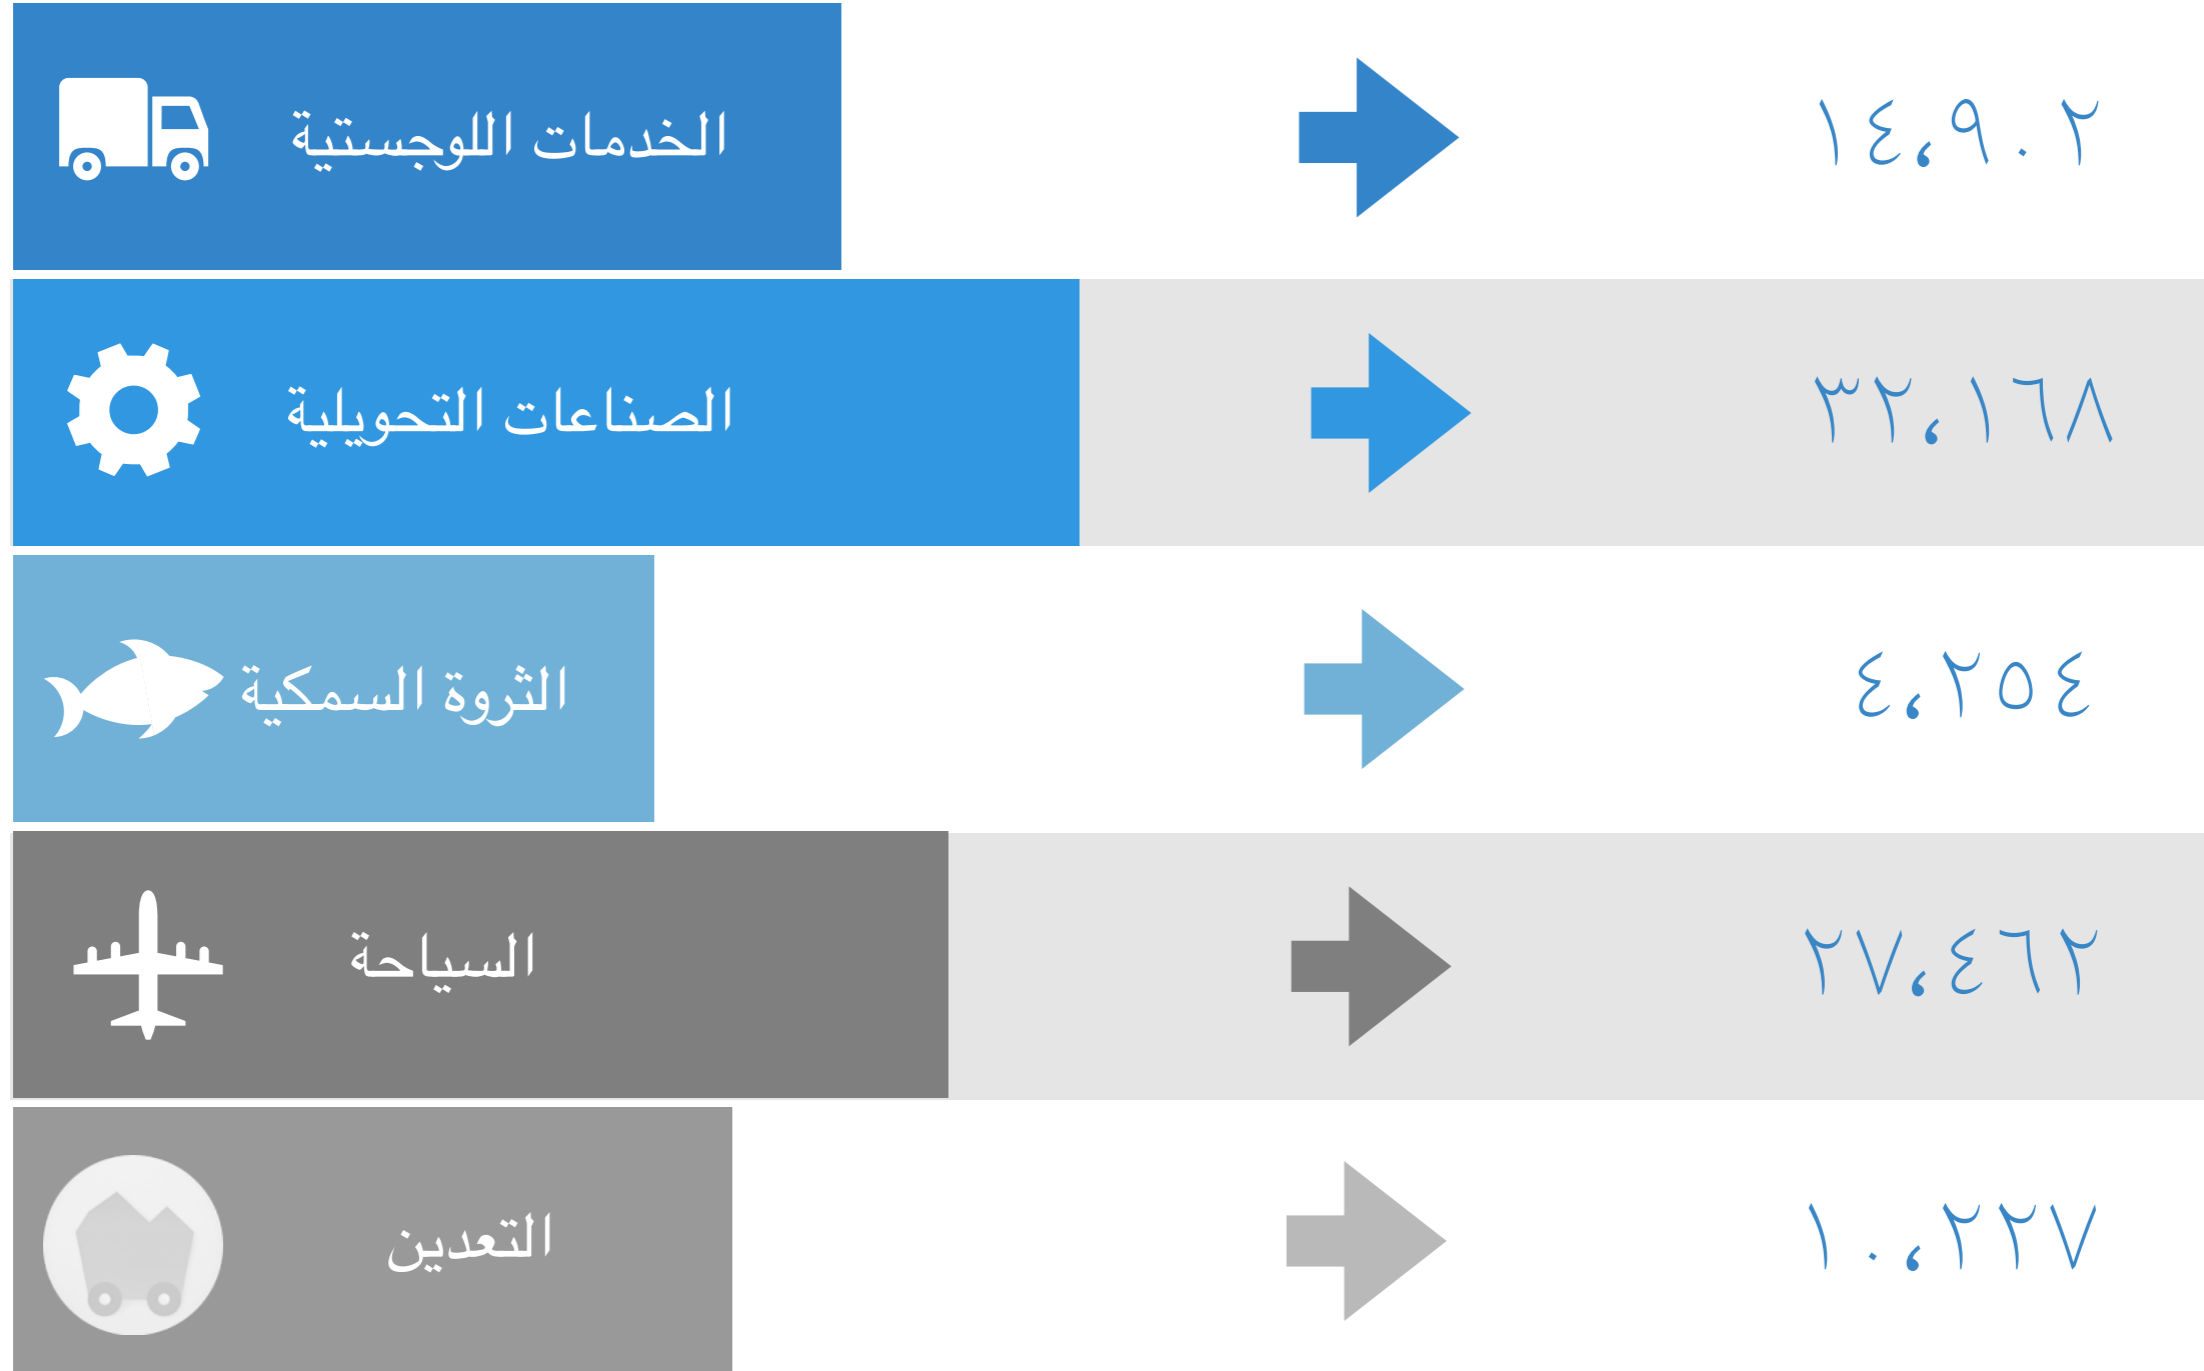 الخدمات اللوجستية ١٤،٩٠٢
الصناعات التحويلية ٣٢،١٦٨
الثروة السمكية ٤،٢٥٤
السياحة ٢٧،٤٦٢
التعدين ١٠،٢٢٧